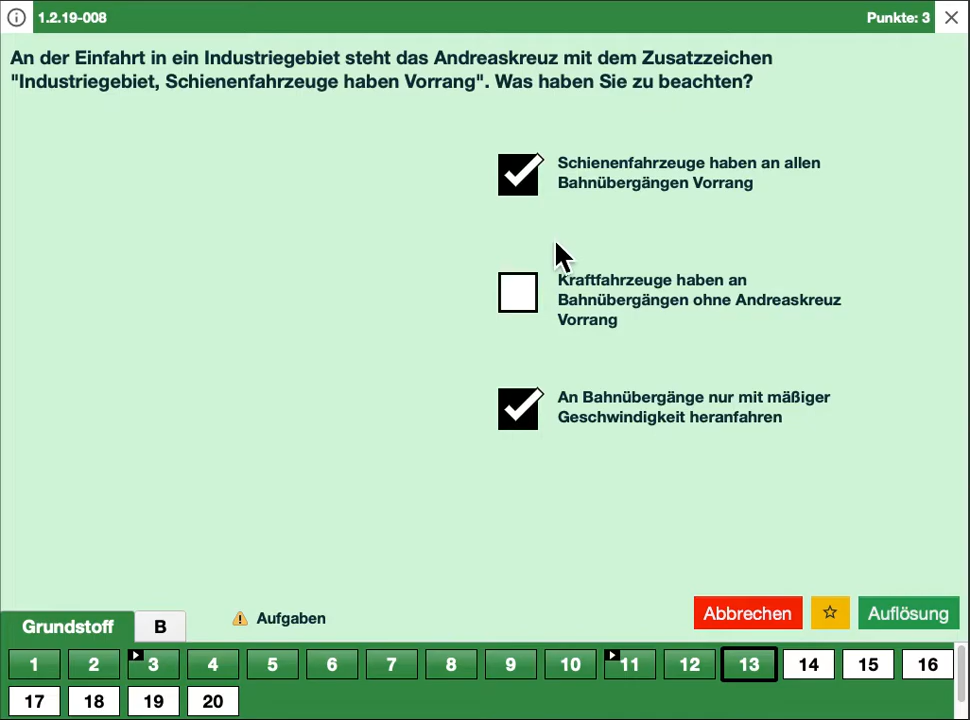 1.2.19-008
Punkte: 3
An der Einfahrt in ein Industriegebiet steht das Andreaskreuz mit dem Zusatzzeichen
"Industriegebiet, Schienenfahrzeuge haben Vorrang". Was haben Sie zu beachten?
Schienenfahrzeuge haben an allen
Bahnübergängen Vorrang
Kraftfahrzeuge haben an
Bahnübergängen ohne Andreaskreuz
Vorrang
An Bahnübergänge nur mit mäßiger
Geschwindigkeit heranfahren
Abbrechen
Auflösung
Grundstoff
B
Aufgaben
1 2 3 4 5 6 7 8 9 10 11 12 13 14 15 16
17 18 19 20